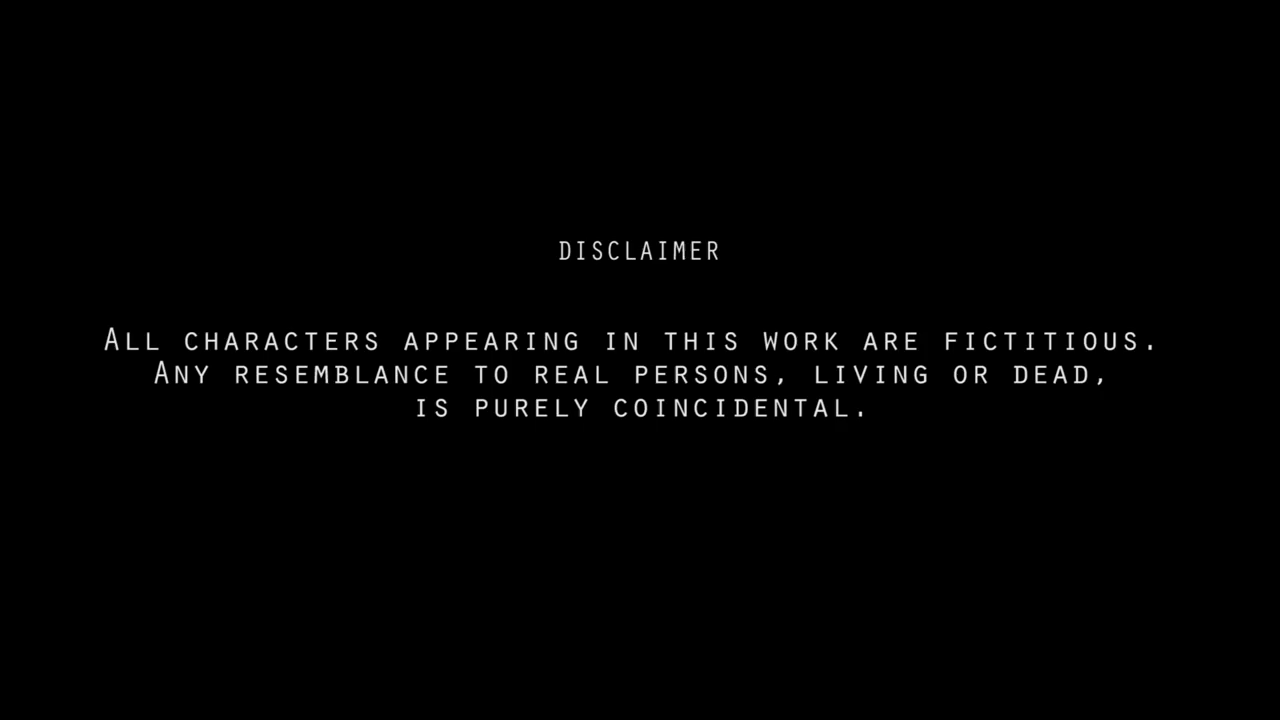 DISCLAIMER
All characters appearing in this work are fictitious.
Any resemblance to real persons, living or dead,
is purely coincidental.